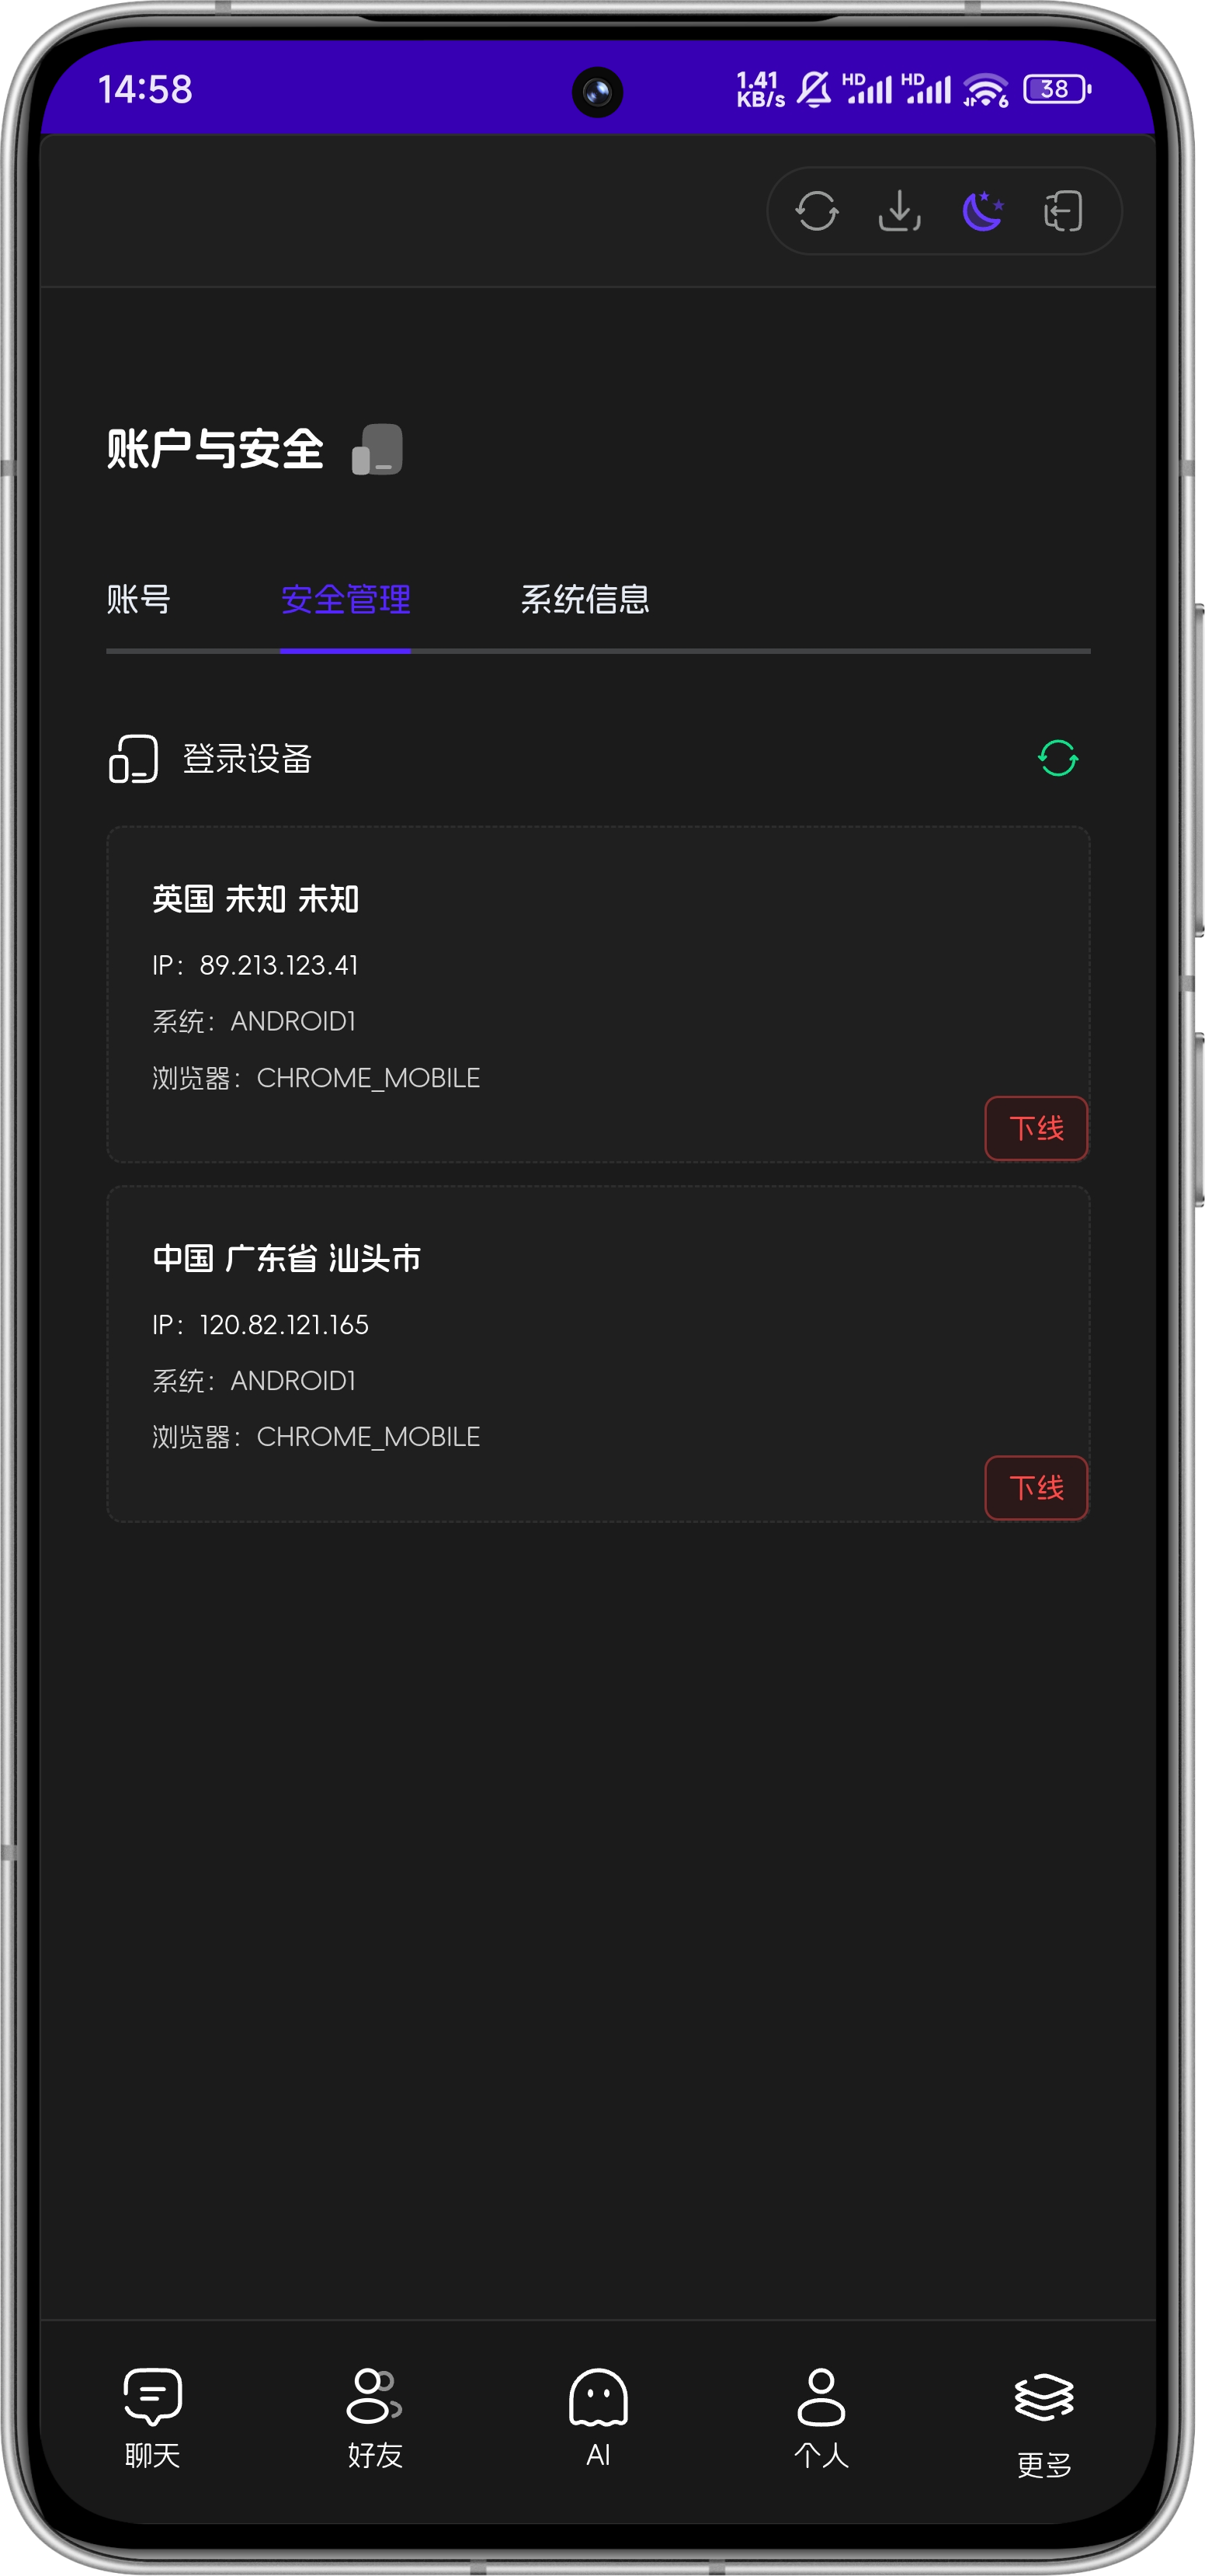 14:58
1.41
KB/s
HD
HD
6
38
账户与安全
账号
安全管理
系统信息
登录设备
英国 未知 未知
IP：89.213.123.41
系统：ANDROID1
浏览器：CHROME_MOBILE
下线
中国 广东省 汕头市
IP：120.82.121.165
系统：ANDROID1
浏览器：CHROME_MOBILE
下线
聊天
好友
AI
个人
更多